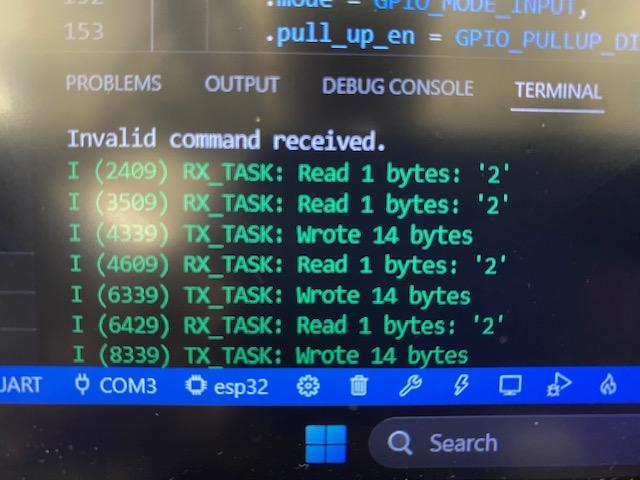 .mode = GPIO_MODE_INPUT,
153 .pull_up_en = GPIO_PULLUP_DI
PROBLEMS OUTPUT DEBUG CONSOLE TERMINAL
Invalid command received.
I (2409) RX_TASK: Read 1 bytes: '2'
I (3509) RX_TASK: Read 1 bytes: '2'
I (4339) TX_TASK: Wrote 14 bytes
I (4609) RX_TASK: Read 1 bytes: '2'
I (6339) TX_TASK: Wrote 14 bytes
I (6429) RX_TASK: Read 1 bytes: '2'
I (8339) TX_TASK: Wrote 14 bytes
UART COM3 esp32
Search